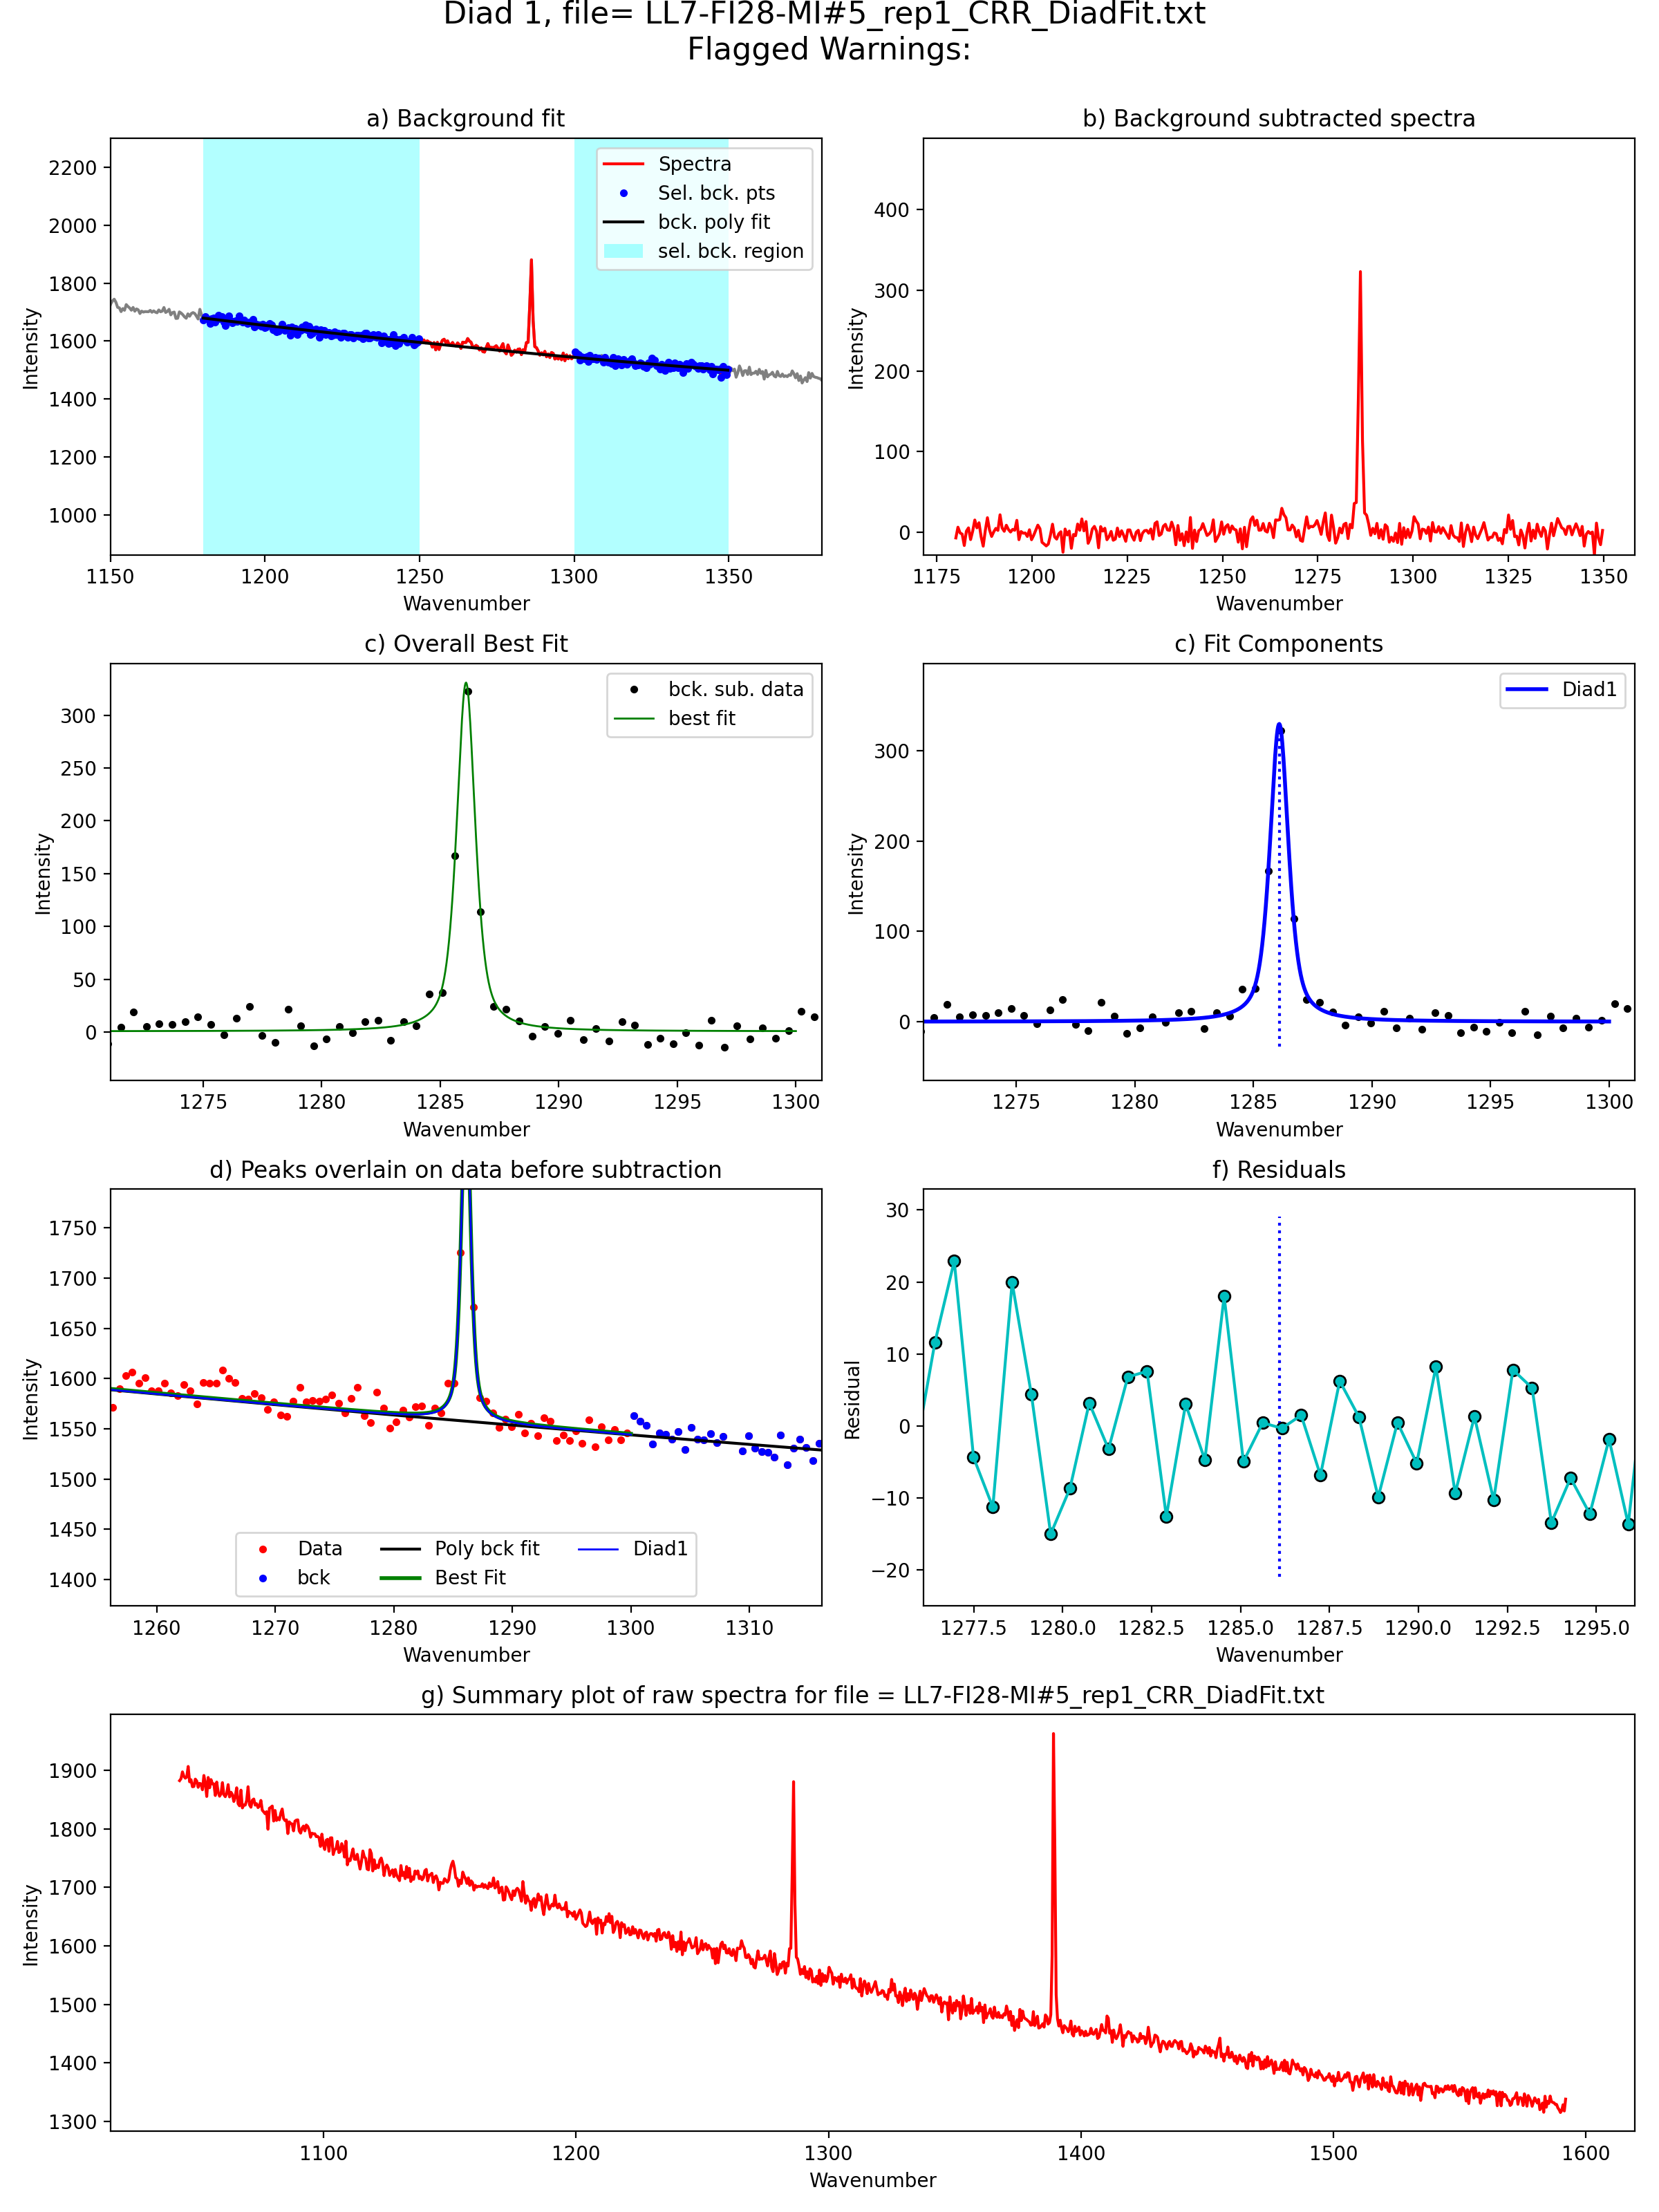 Diad 1, file= LL7-FI28-MI#5_rep1_CRR_DiadFit.txt
Flagged Warnings:
a) Background fit
2200
2000
1800
1600
1400
1200
1000
Intensity
Spectra
Sel. bck. pts
bck. poly fit
sel. bck. region
1150 1200 1250 1300 1350
Wavenumber
b) Background subtracted spectra
400
300
200
100
0
Intensity
1175 1200 1225 1250 1275 1300 1325 1350
Wavenumber
c) Overall Best Fit
300
250
200
150
100
50
0
Intensity
bck. sub. data
best fit
1275 1280 1285 1290 1295 1300
Wavenumber
c) Fit Components
300
200
100
0
Intensity
Diad1
1275 1280 1285 1290 1295 1300
Wavenumber
d) Peaks overlain on data before subtraction
1750
1700
1650
1600
1550
1500
1450
1400
Intensity
Data Poly bck fit Diad1
bck Best Fit
1260 1270 1280 1290 1300 1310
Wavenumber
f) Residuals
30
20
10
0
−10
−20
Residual
1277.5 1280.0 1282.5 1285.0 1287.5 1290.0 1292.5 1295.0
Wavenumber
g) Summary plot of raw spectra for file = LL7-FI28-MI#5_rep1_CRR_DiadFit.txt
1900
1800
1700
1600
1500
1400
1300
Intensity
1100 1200 1300 1400 1500 1600
Wavenumber